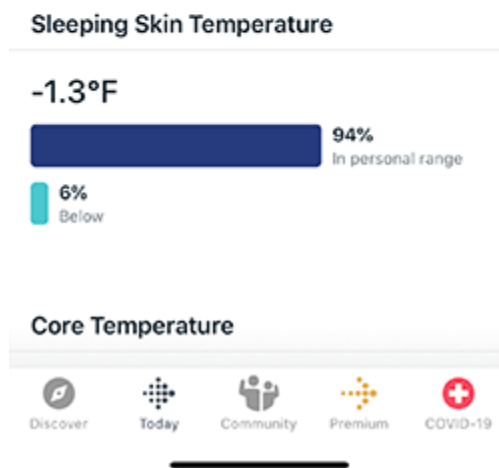 Sleeping Skin Temperature
-1.3°F
94%
In personal range
6%
Below
Core Temperature
Discover
Today
Community
Premium
COVID-19